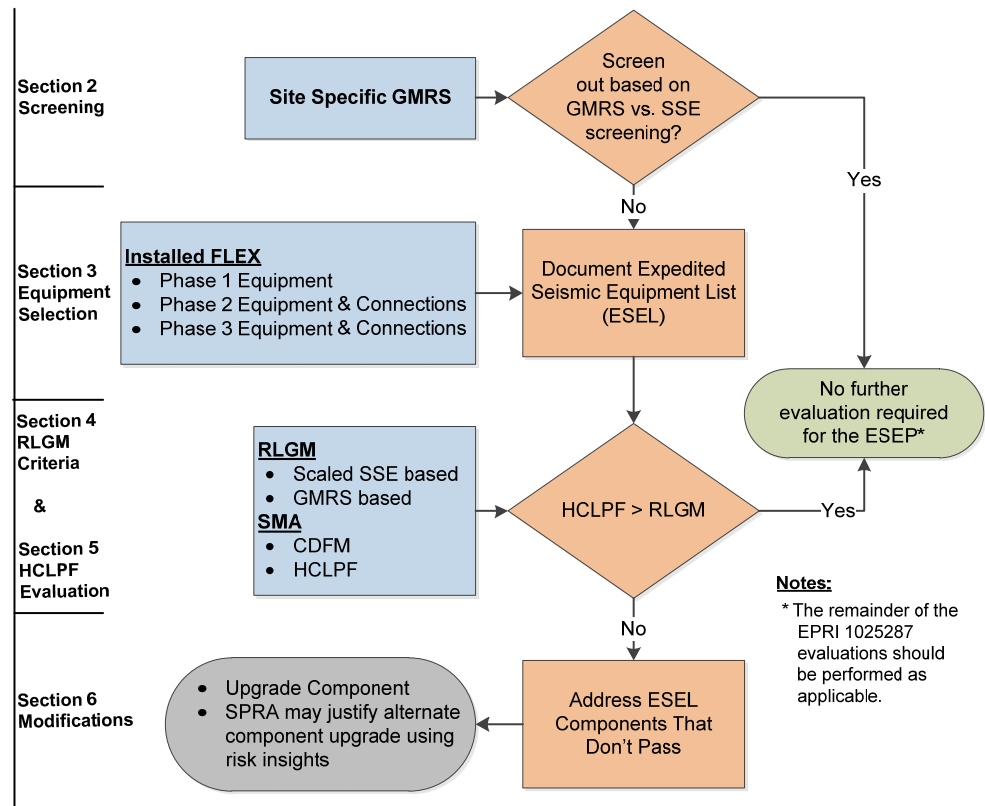 Section 2
Screening
Site Specific GMRS
Screen
out based on
GMRS vs. SSE
screening?
Yes
No
Section 3
Equipment
Selection
Installed FLEX
• Phase 1 Equipment
• Phase 2 Equipment & Connections
• Phase 3 Equipment & Connections
Document Expedited
Seismic Equipment List
(ESEL)
No further
evaluation required
for the ESEP*
Section 4
RLGM
Criteria
&
Section 5
HCLPF
Evaluation
RLGM
• Scaled SSE based
• GMRS based
SMA
• CDFM
• HCLPF
HCLPF > RLGM
Yes
No
Notes:
* The remainder of the
EPRI 1025287
evaluations should
be performed as
applicable.
Section 6
Modifications
• Upgrade Component
• SPRA may justify alternate
component upgrade using
risk insights
Address ESEL
Components That
Don't Pass